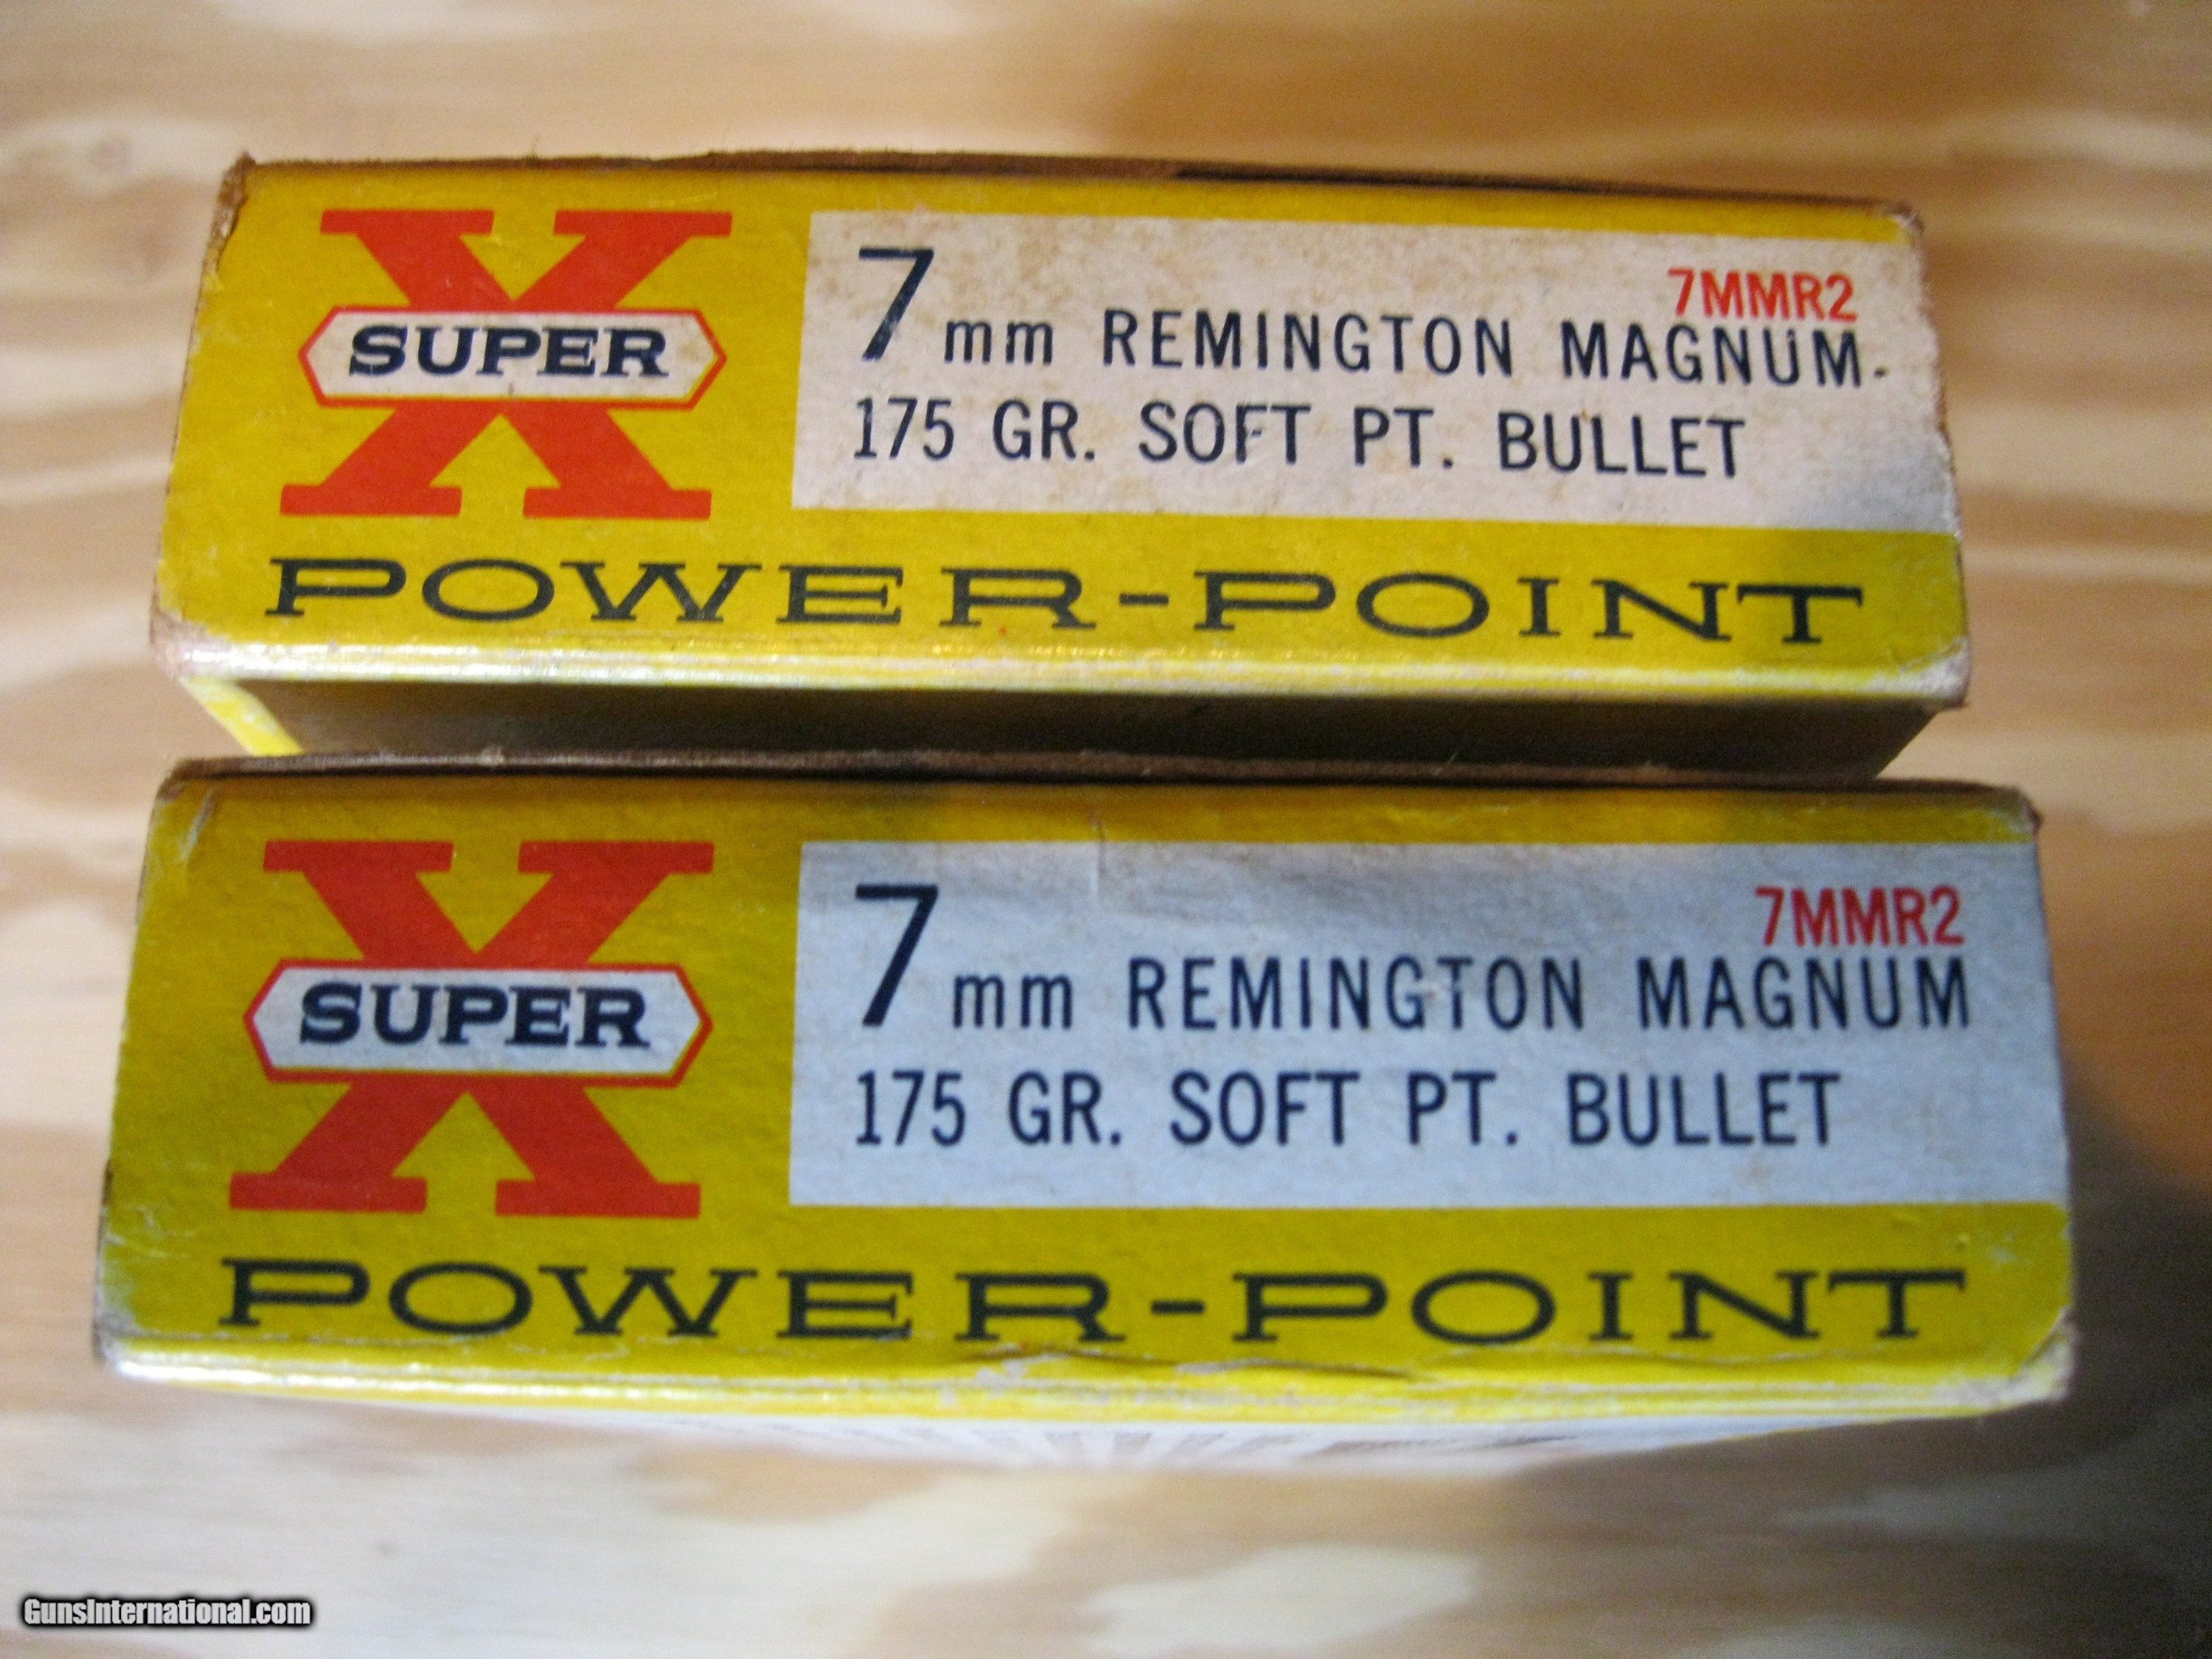 SUPER X
7mm REMINGTON MAGNUM
7MMR2
175 GR. SOFT PT. BULLET
POWER-POINT
SUPER X
7mm REMINGTON MAGNUM
7MMR2
175 GR. SOFT PT. BULLET
POWER-POINT
GunsInternational.com